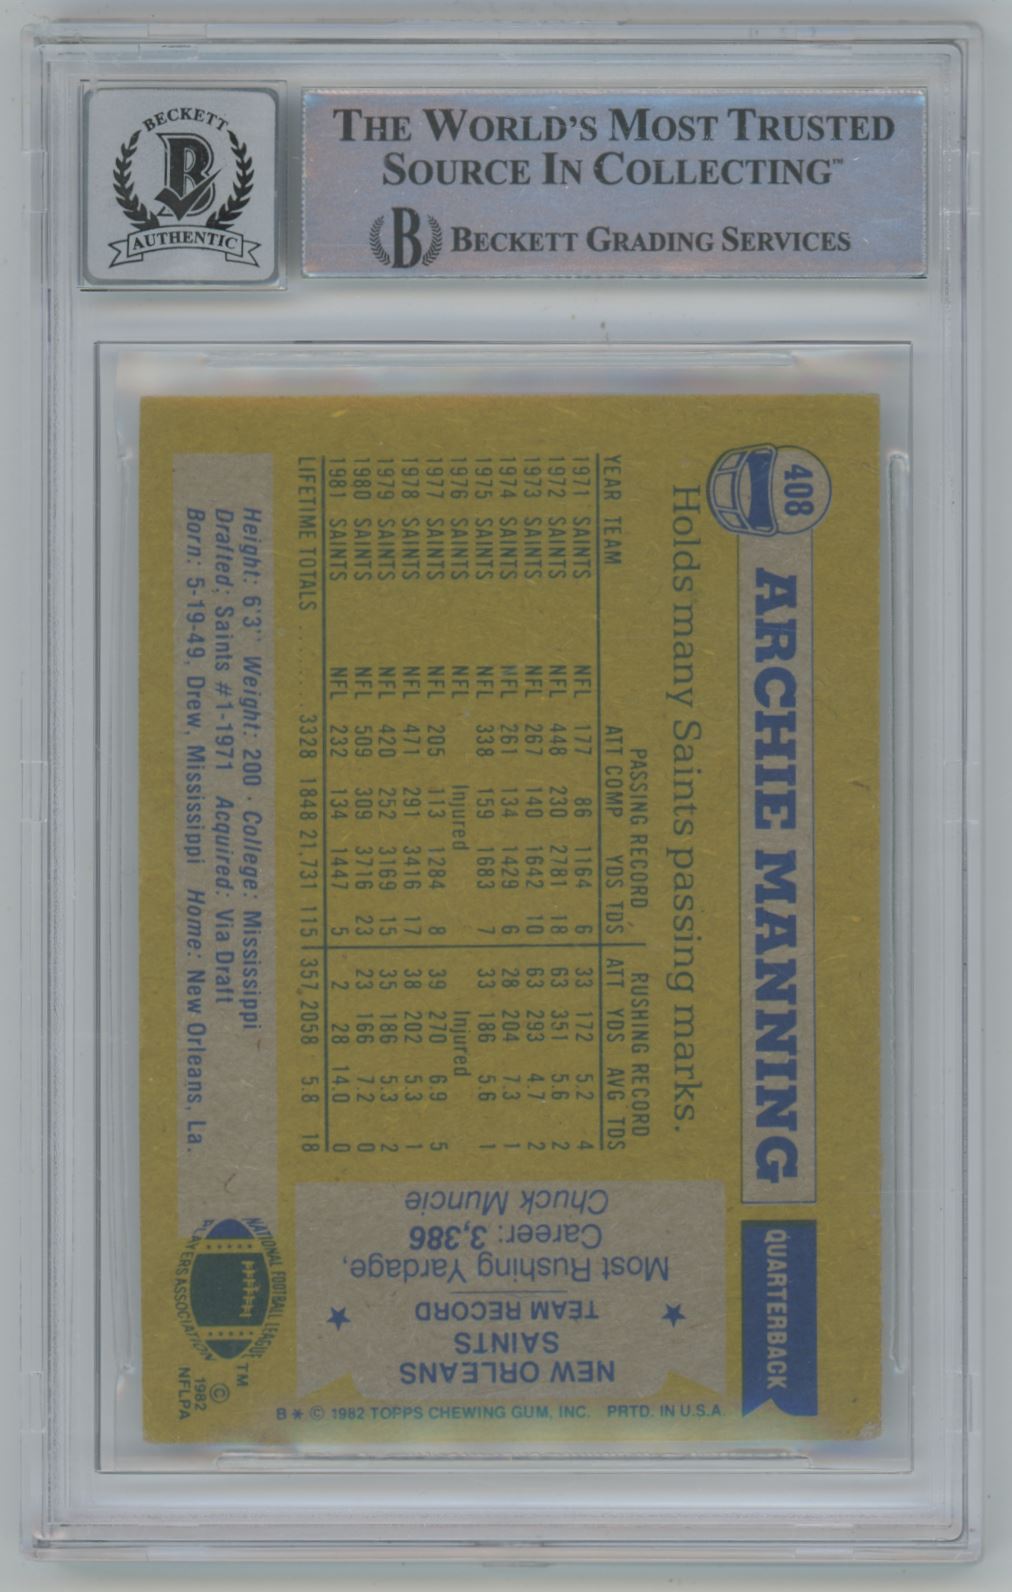 BECKETT
B
AUTHENTIC
THE WORLD'S MOST TRUSTED
SOURCE IN COLLECTING™
B BECKETT GRADING SERVICES
408 ARCHIE MANNING QUARTERBACK
Holds many Saints passing marks.
PASSING RECORD RUSHING RECORD
YEAR TEAM ATT COMP YDS TDS ATT YDS AVG TDS
1971 SAINTS NFL 177 86 1164 6 33 172 5.2 4
1972 SAINTS NFL 448 230 2781 18 63 351 5.6 2
1973 SAINTS NFL 267 140 1642 10 63 293 4.7 2
1974 SAINTS NFL 261 134 1429 6 28 204 7.3 1
1975 SAINTS NFL 338 159 1683 7 33 186 5.6 1
1976 SAINTS NFL Injured Injured
1977 SAINTS NFL 205 113 1284 8 39 270 6.9 5
1978 SAINTS NFL 471 291 3416 17 38 202 5.3 1
1979 SAINTS NFL 420 252 3169 15 35 186 5.3 2
1980 SAINTS NFL 509 309 3716 23 23 166 7.2 0
1981 SAINTS NFL 232 134 1447 5 2 28 14.0 0
LIFETIME TOTALS ........ 3328 1848 21,731 115 357 2058 5.8 18
Height: 6'3" Weight: 200 College: Mississippi
Drafted: Saints #1-1971 Acquired: Via Draft
Born: 5-19-49, Drew, Mississippi Home: New Orleans, La.
NEW ORLEANS
SAINTS
TEAM RECORD
Most Rushing Yardage,
Career: 3,386
Chuck Muncie
NATIONAL FOOTBALL LEAGUE
PLAYERS ASSOCIATION
TM
©
1982
NFLPA
B * © 1982 TOPPS CHEWING GUM, INC. PRTD. IN U.S.A.